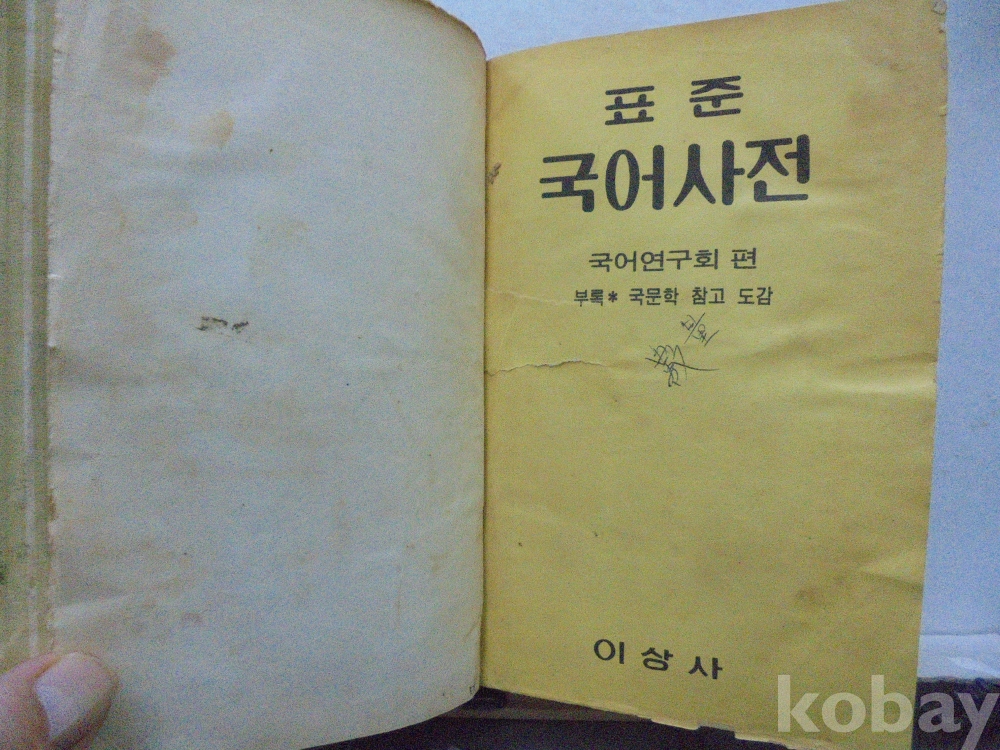 표 준
국어사전
국어연구회 편
부록* 국문학 참고 도감
이상사
kobay